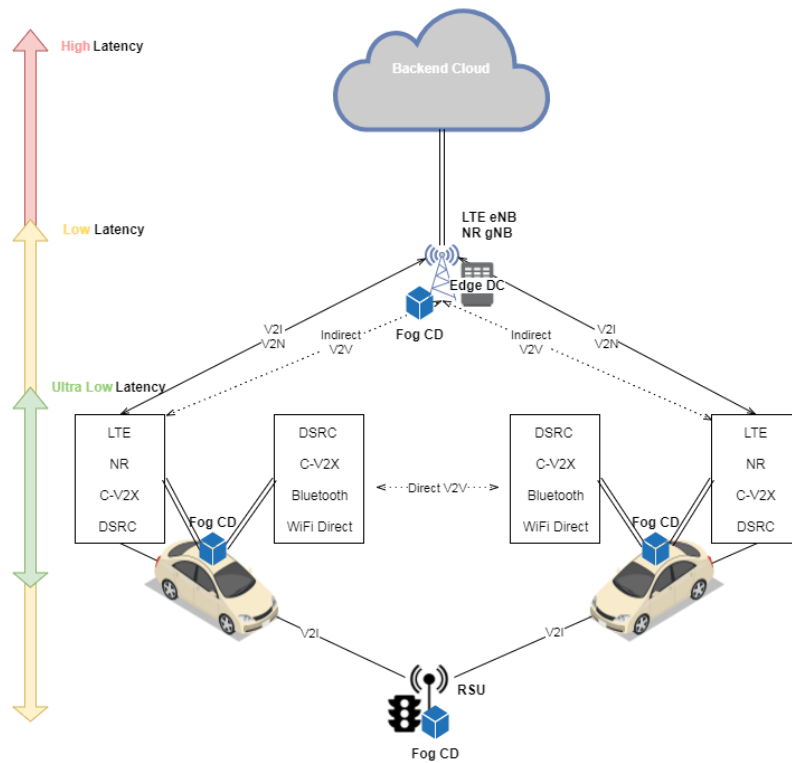 High Latency
Backend Cloud
LTE eNB
NR gNB
Low Latency
Edge DC
Fog CD
V2I
V2N
Indirect
V2V
Indirect
V2V
V2I
V2N
Ultra Low Latency
LTE
NR
C-V2X
DSRC
DSRC
C-V2X
Bluetooth
WiFi Direct
Direct V2V
DSRC
C-V2X
Bluetooth
WiFi Direct
LTE
NR
C-V2X
DSRC
Fog CD
Fog CD
V2I
V2I
RSU
Fog CD